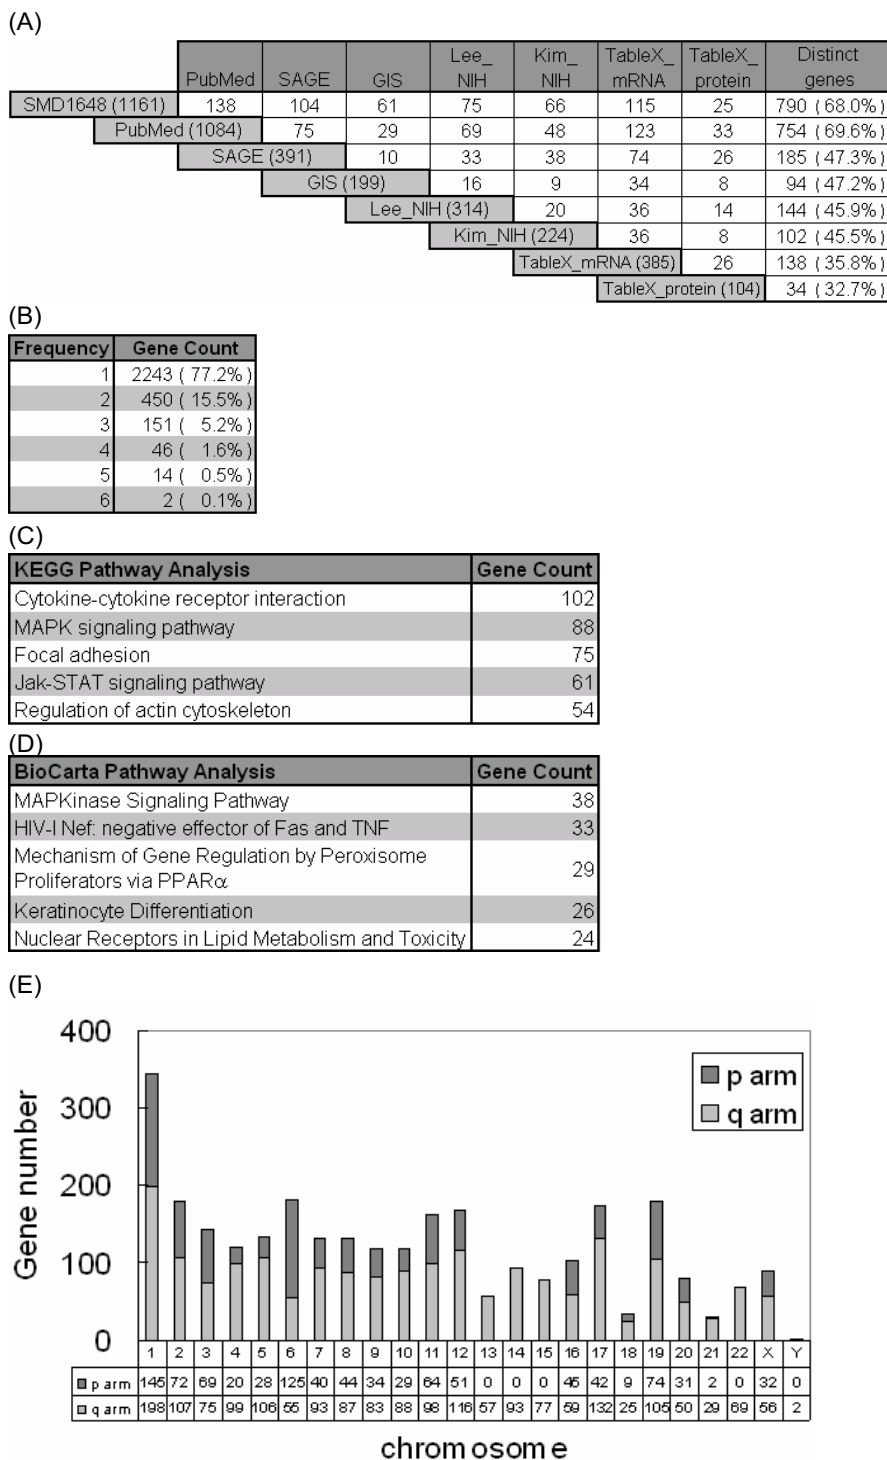 (A)
PubMed SAGE GIS Lee_ NIH Kim_ NIH TableX_ mRNA TableX_ protein Distinct genes
SMD1648 (1161) 138 104 61 75 66 115 25 790 ( 68.0% )
PubMed (1084) 75 29 69 48 123 33 754 ( 69.6% )
SAGE (391) 10 33 38 74 26 185 ( 47.3% )
GIS (199) 16 9 34 8 94 ( 47.2% )
Lee_NIH (314) 20 36 14 144 ( 45.9% )
Kim_NIH (224) 36 8 102 ( 45.5% )
TableX_mRNA (385) 26 138 ( 35.8% )
TableX_protein (104) 34 ( 32.7% )
(B)
Frequency Gene Count
1 2243 ( 77.2% )
2 450 ( 15.5% )
3 151 ( 5.2% )
4 46 ( 1.6% )
5 14 ( 0.5% )
6 2 ( 0.1% )
(C)
KEGG Pathway Analysis Gene Count
Cytokine-cytokine receptor interaction 102
MAPK signaling pathway 88
Focal adhesion 75
Jak-STAT signaling pathway 61
Regulation of actin cytoskeleton 54
(D)
BioCarta Pathway Analysis Gene Count
MAPKinase Signaling Pathway 38
HIV-I Nef: negative effector of Fas and TNF 33
Mechanism of Gene Regulation by Peroxisome
Proliferators via PPARα 29
Keratinocyte Differentiation 26
Nuclear Receptors in Lipid Metabolism and Toxicity 24
(E)
400
300
200
100
0
Gene number
p arm
q arm
1 2 3 4 5 6 7 8 9 10 11 12 13 14 15 16 17 18 19 20 21 22 X Y
p arm 145 72 69 20 28 125 40 44 34 29 64 51 0 0 0 45 42 9 74 31 2 0 32 0
q arm 198 107 75 99 106 55 93 87 83 88 98 116 57 93 77 59 132 25 105 50 29 69 56 2
chromosome